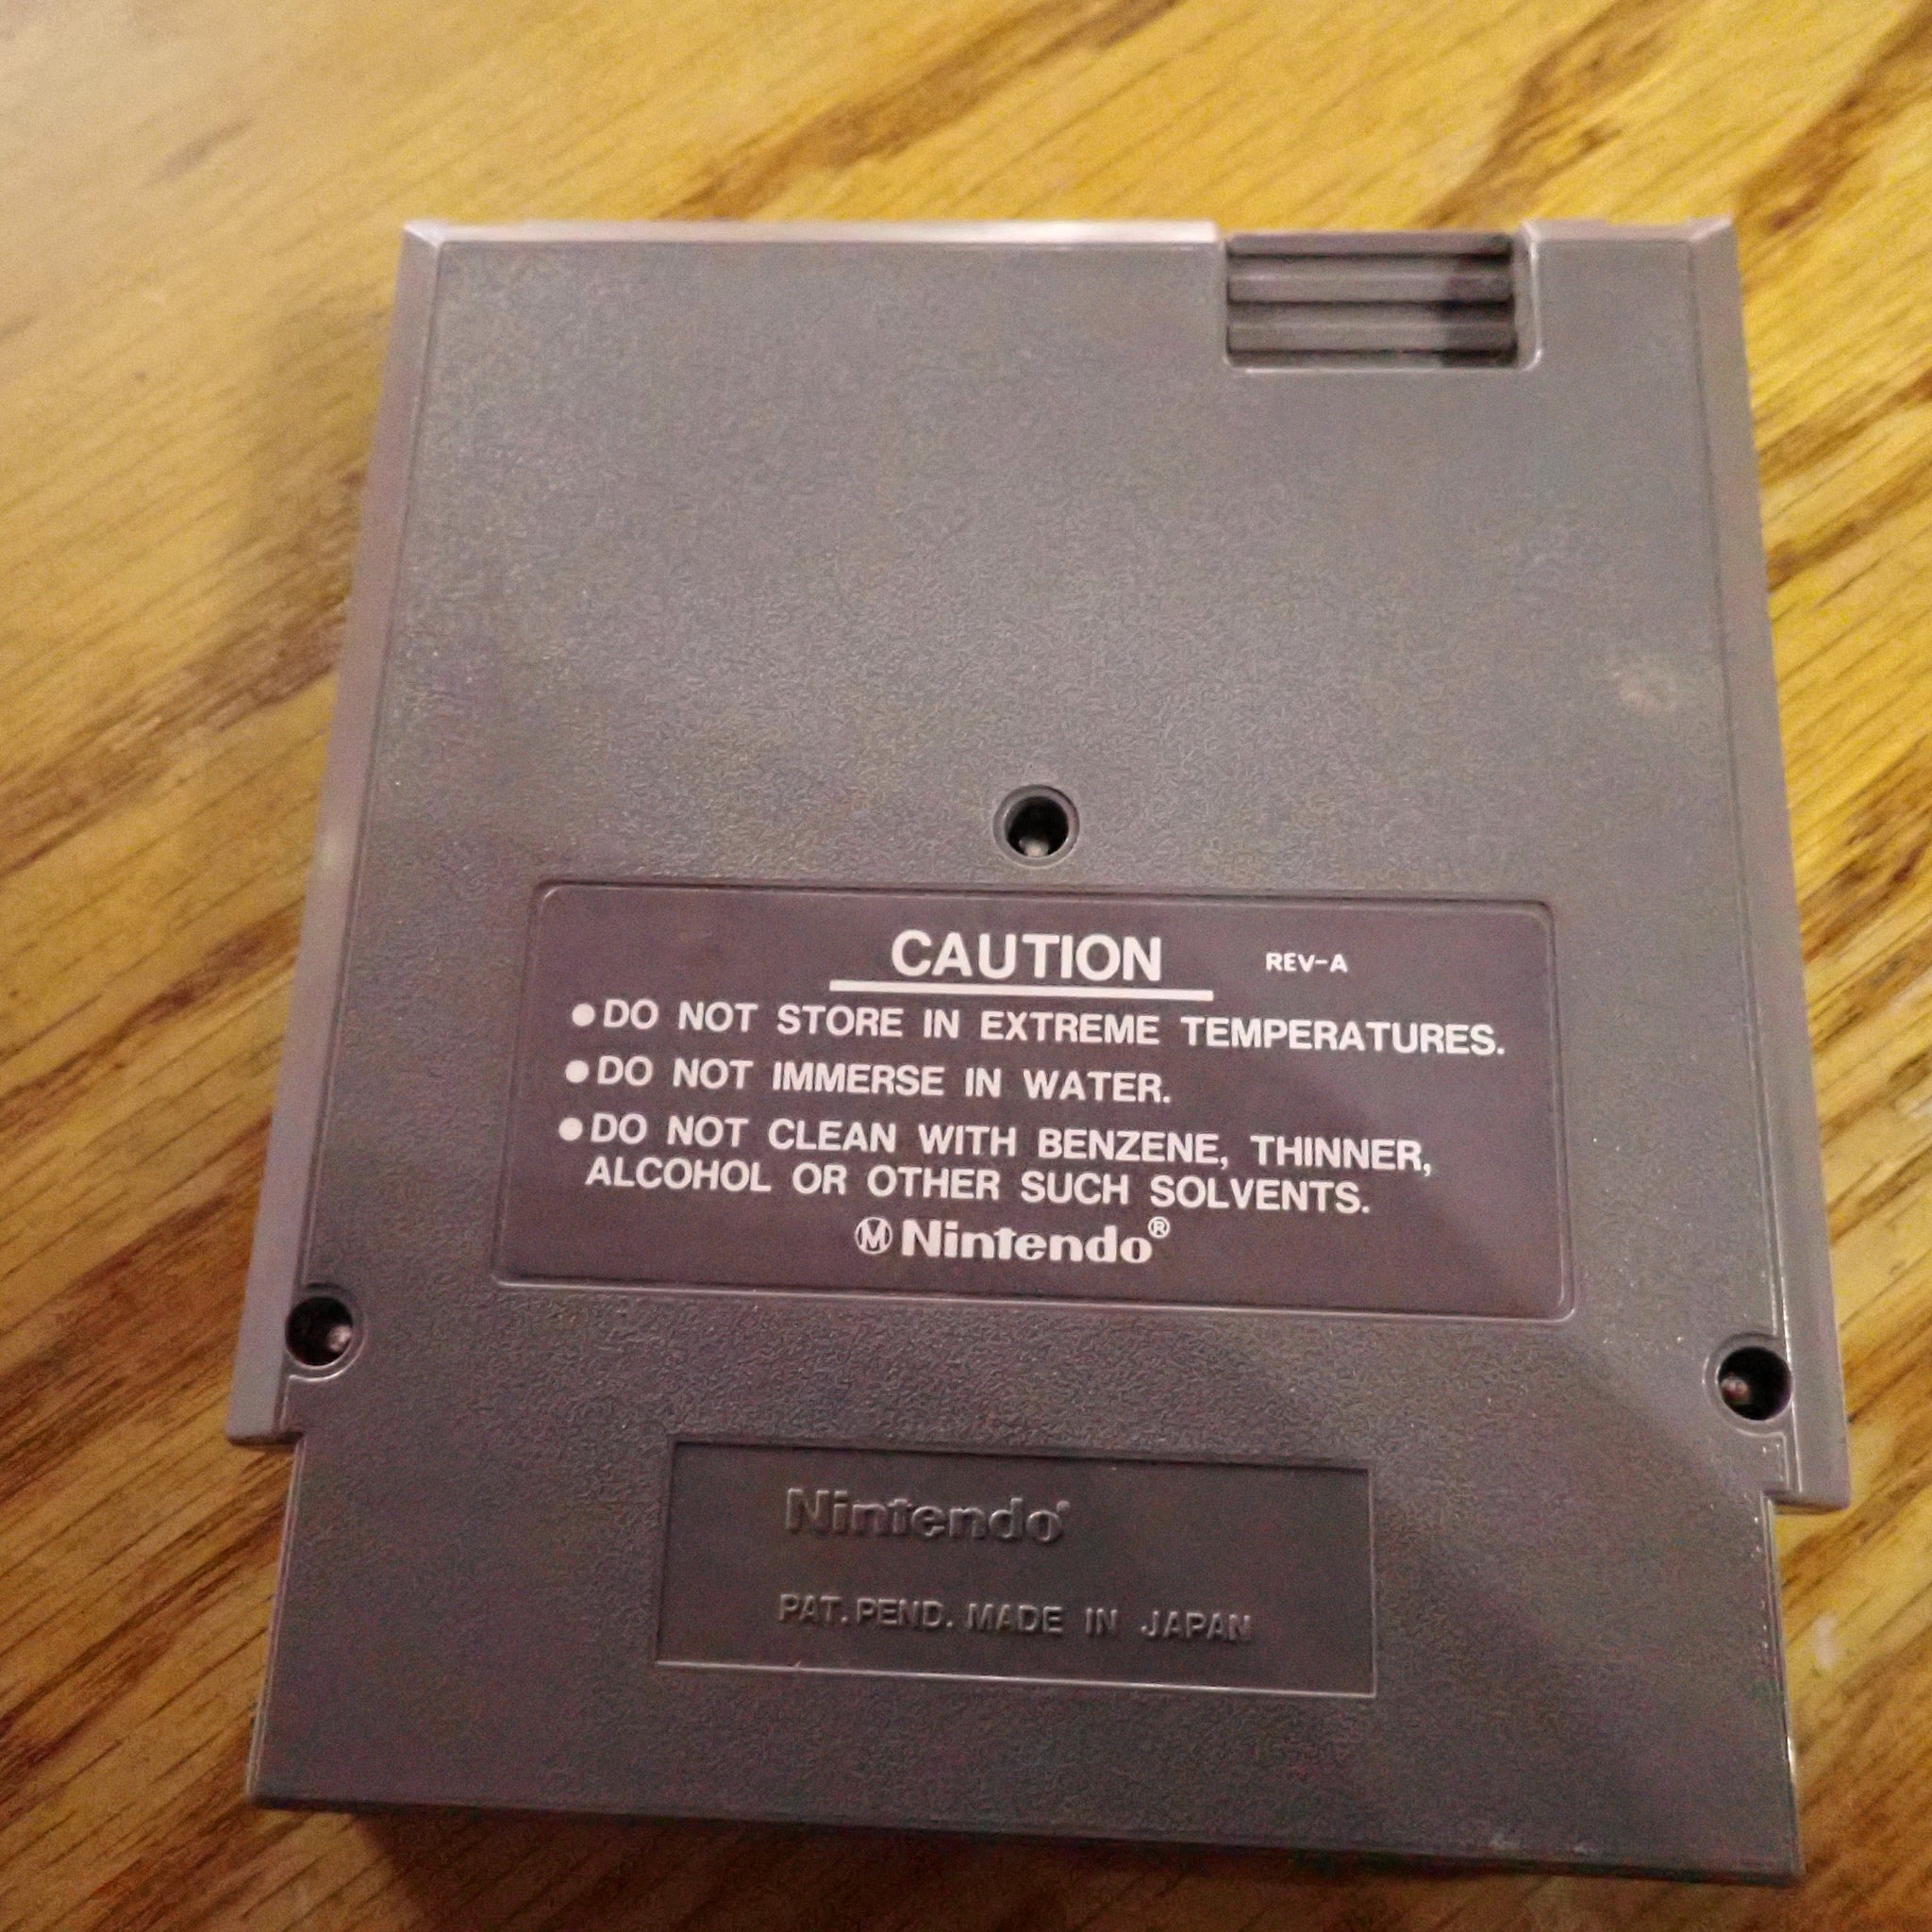 CAUTION REV-A
●DO NOT STORE IN EXTREME TEMPERATURES.
●DO NOT IMMERSE IN WATER.
●DO NOT CLEAN WITH BENZENE, THINNER,
ALCOHOL OR OTHER SUCH SOLVENTS.
Ⓜ Nintendo®
Nintendo®
PAT. PEND. MADE IN JAPAN